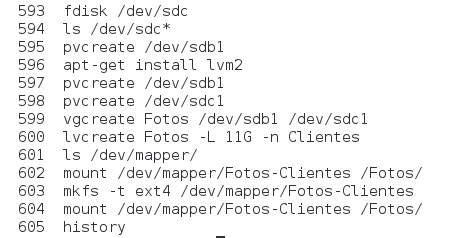 593 fdisk /dev/sdc
594 ls /dev/sdc*
595 pvcreate /dev/sdb1
596 apt-get install lvm2
597 pvcreate /dev/sdb1
598 pvcreate /dev/sdc1
599 vgcreate Fotos /dev/sdb1 /dev/sdc1
600 lvcreate Fotos -L 11G -n Clientes
601 ls /dev/mapper/
602 mount /dev/mapper/Fotos-Clientes /Fotos/
603 mkfs -t ext4 /dev/mapper/Fotos-Clientes
604 mount /dev/mapper/Fotos-Clientes /Fotos/
605 history